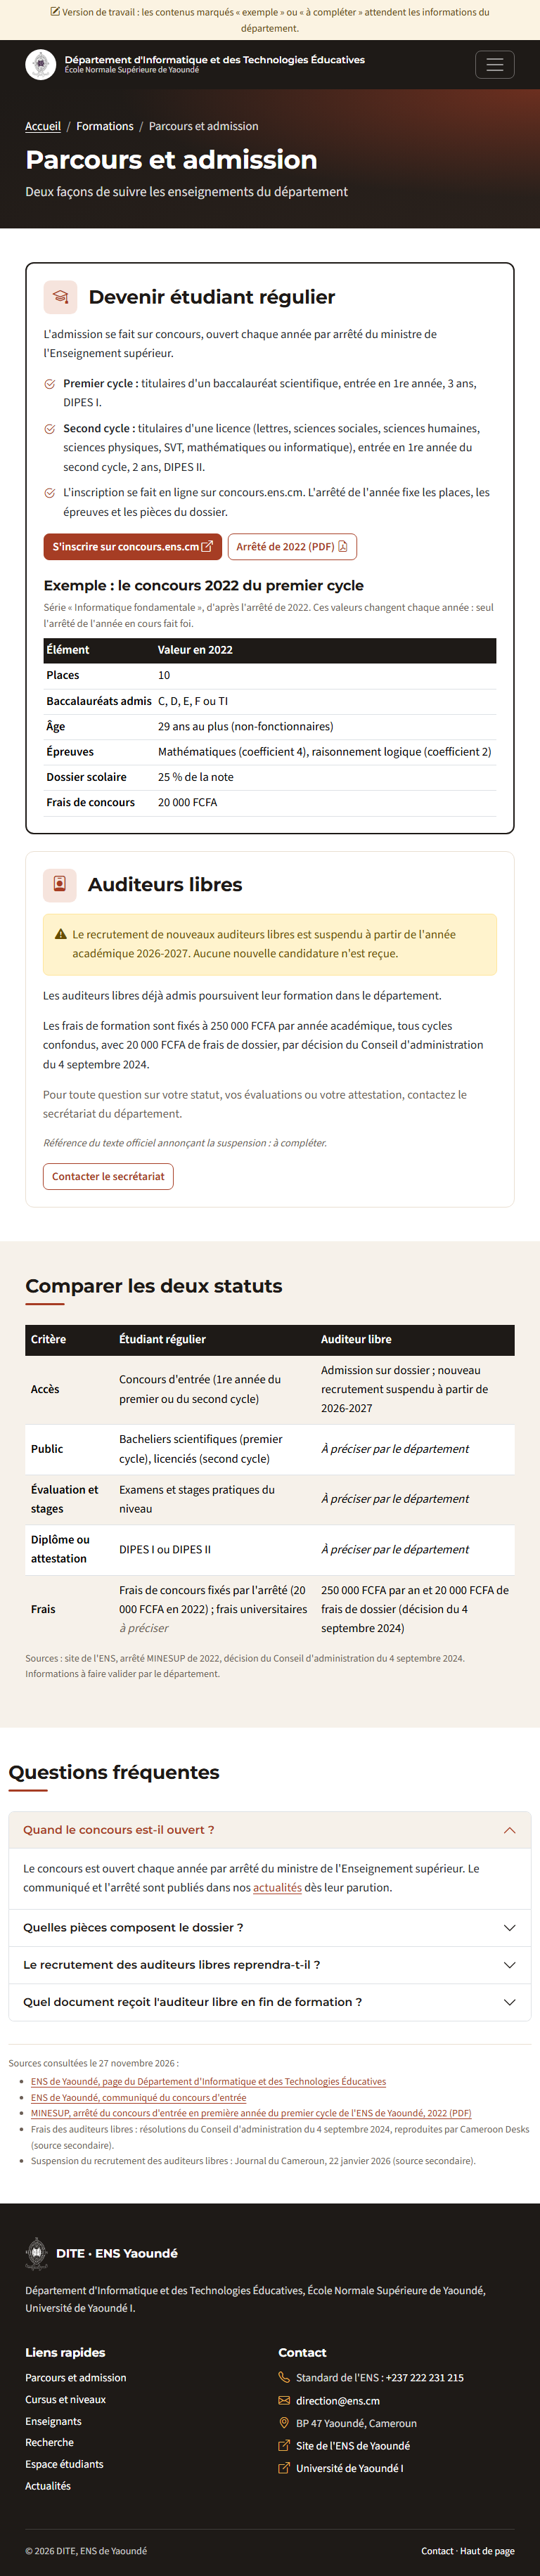 Version de travail : les contenus marqués « exemple » ou « à compléter » attendent les informations du
département.
Département d'Informatique et des Technologies Éducatives
École Normale Supérieure de Yaoundé
Accueil / Formations / Parcours et admission
Parcours et admission
Deux façons de suivre les enseignements du département
Devenir étudiant régulier
L'admission se fait sur concours, ouvert chaque année par arrêté du ministre de
l'Enseignement supérieur.
Premier cycle : titulaires d'un baccalauréat scientifique, entrée en 1re année, 3 ans,
DIPES I.
Second cycle : titulaires d'une licence (lettres, sciences sociales, sciences humaines,
sciences physiques, SVT, mathématiques ou informatique), entrée en 1re année du
second cycle, 2 ans, DIPES II.
L'inscription se fait en ligne sur concours.ens.cm. L'arrêté de l'année fixe les places, les
épreuves et les pièces du dossier.
S'inscrire sur concours.ens.cm
Arrêté de 2022 (PDF)
Exemple : le concours 2022 du premier cycle
Série « Informatique fondamentale », d'après l'arrêté de 2022. Ces valeurs changent chaque année : seul
l'arrêté de l'année en cours fait foi.
Élément Valeur en 2022
Places 10
Baccalauréats admis C, D, E, F ou TI
Âge 29 ans au plus (non-fonctionnaires)
Épreuves Mathématiques (coefficient 4), raisonnement logique (coefficient 2)
Dossier scolaire 25 % de la note
Frais de concours 20 000 FCFA
Auditeurs libres
Le recrutement de nouveaux auditeurs libres est suspendu à partir de l'année
académique 2026-2027. Aucune nouvelle candidature n'est reçue.
Les auditeurs libres déjà admis poursuivent leur formation dans le département.
Les frais de formation sont fixés à 250 000 FCFA par année académique, tous cycles
confondus, avec 20 000 FCFA de frais de dossier, par décision du Conseil d'administration
du 4 septembre 2024.
Pour toute question sur votre statut, vos évaluations ou votre attestation, contactez le
secrétariat du département.
Référence du texte officiel annonçant la suspension : à compléter.
Contacter le secrétariat
Comparer les deux statuts
Critère Étudiant régulier Auditeur libre
Accès
Concours d'entrée (1re année du
premier ou du second cycle)
Admission sur dossier ; nouveau
recrutement suspendu à partir de
2026-2027
Public
Bacheliers scientifiques (premier
cycle), licenciés (second cycle)
À préciser par le département
Évaluation et
stages
Examens et stages pratiques du
niveau
À préciser par le département
Diplôme ou
attestation
DIPES I ou DIPES II
À préciser par le département
Frais
Frais de concours fixés par l'arrêté (20
000 FCFA en 2022) ; frais universitaires
à préciser
250 000 FCFA par an et 20 000 FCFA de
frais de dossier (décision du 4
septembre 2024)
Sources : site de l'ENS, arrêté MINESUP de 2022, décision du Conseil d'administration du 4 septembre 2024.
Informations à faire valider par le département.
Questions fréquentes
Quand le concours est-il ouvert ?
Le concours est ouvert chaque année par arrêté du ministre de l'Enseignement supérieur. Le
communiqué et l'arrêté sont publiés dans nos actualités dès leur parution.
Quelles pièces composent le dossier ?
Le recrutement des auditeurs libres reprendra-t-il ?
Quel document reçoit l'auditeur libre en fin de formation ?
Sources consultées le 27 novembre 2026 :
ENS de Yaoundé, page du Département d'Informatique et des Technologies Éducatives
ENS de Yaoundé, communiqué du concours d'entrée
MINESUP, arrêté du concours d'entrée en première année du premier cycle de l'ENS de Yaoundé, 2022 (PDF)
Frais des auditeurs libres : résolutions du Conseil d'administration du 4 septembre 2024, reproduites par Cameroon Desks
(source secondaire).
Suspension du recrutement des auditeurs libres : Journal du Cameroun, 22 janvier 2026 (source secondaire).
DITE · ENS Yaoundé
Département d'Informatique et des Technologies Éducatives, École Normale Supérieure de Yaoundé,
Université de Yaoundé I.
Liens rapides
Parcours et admission
Cursus et niveaux
Enseignants
Recherche
Espace étudiants
Actualités
Contact
Standard de l'ENS : +237 222 231 215
direction@ens.cm
BP 47 Yaoundé, Cameroun
Site de l'ENS de Yaoundé
Université de Yaoundé I
© 2026 DITE, ENS de Yaoundé
Contact · Haut de page